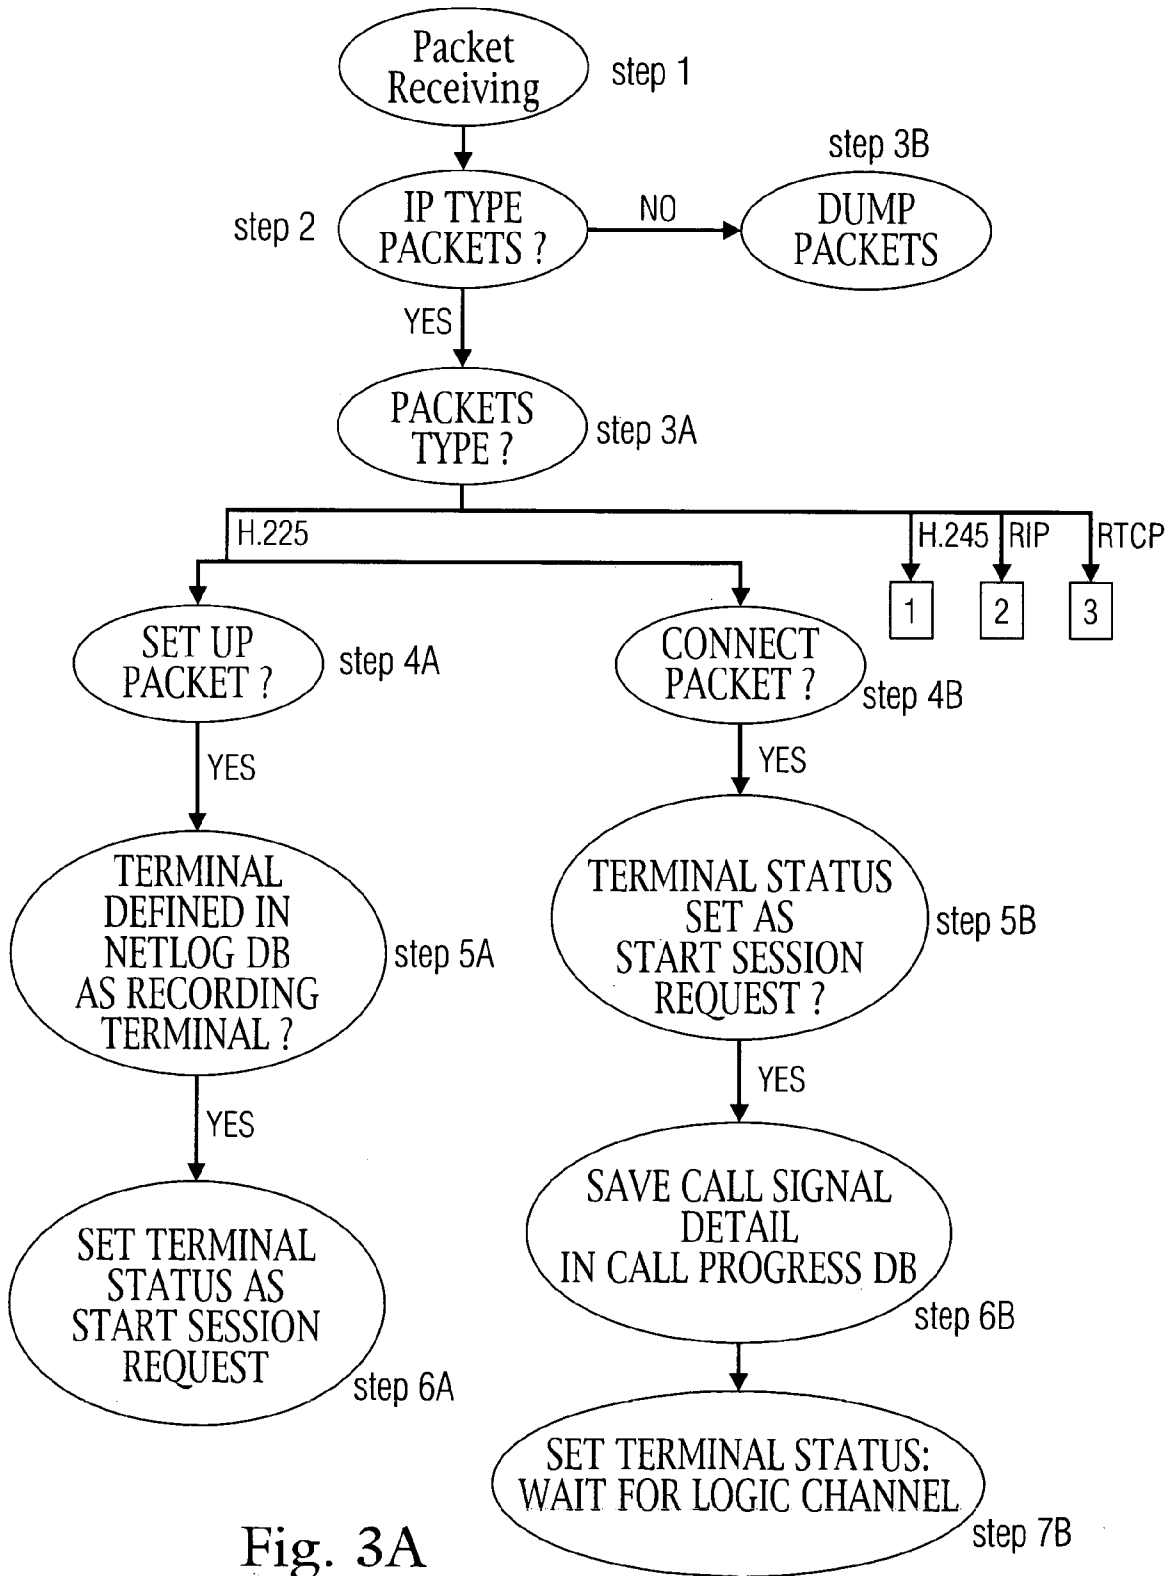 Packet
Receiving
step 1
step 3B
IP TYPE
PACKETS ?
step 2
NO
DUMP
PACKETS
YES
PACKETS
TYPE ?
step 3A
H.225
H.245
RIP
RTCP
1
2
3
SET UP
PACKET ?
step 4A
CONNECT
PACKET ?
step 4B
YES
YES
TERMINAL
DEFINED IN
NETLOG DB
AS RECORDING
TERMINAL ?
step 5A
TERMINAL STATUS
SET AS
START SESSION
REQUEST ?
step 5B
YES
YES
SET TERMINAL
STATUS AS
START SESSION
REQUEST
step 6A
SAVE CALL SIGNAL
DETAIL
IN CALL PROGRESS DB
step 6B
SET TERMINAL STATUS:
WAIT FOR LOGIC CHANNEL
step 7B
Fig. 3A